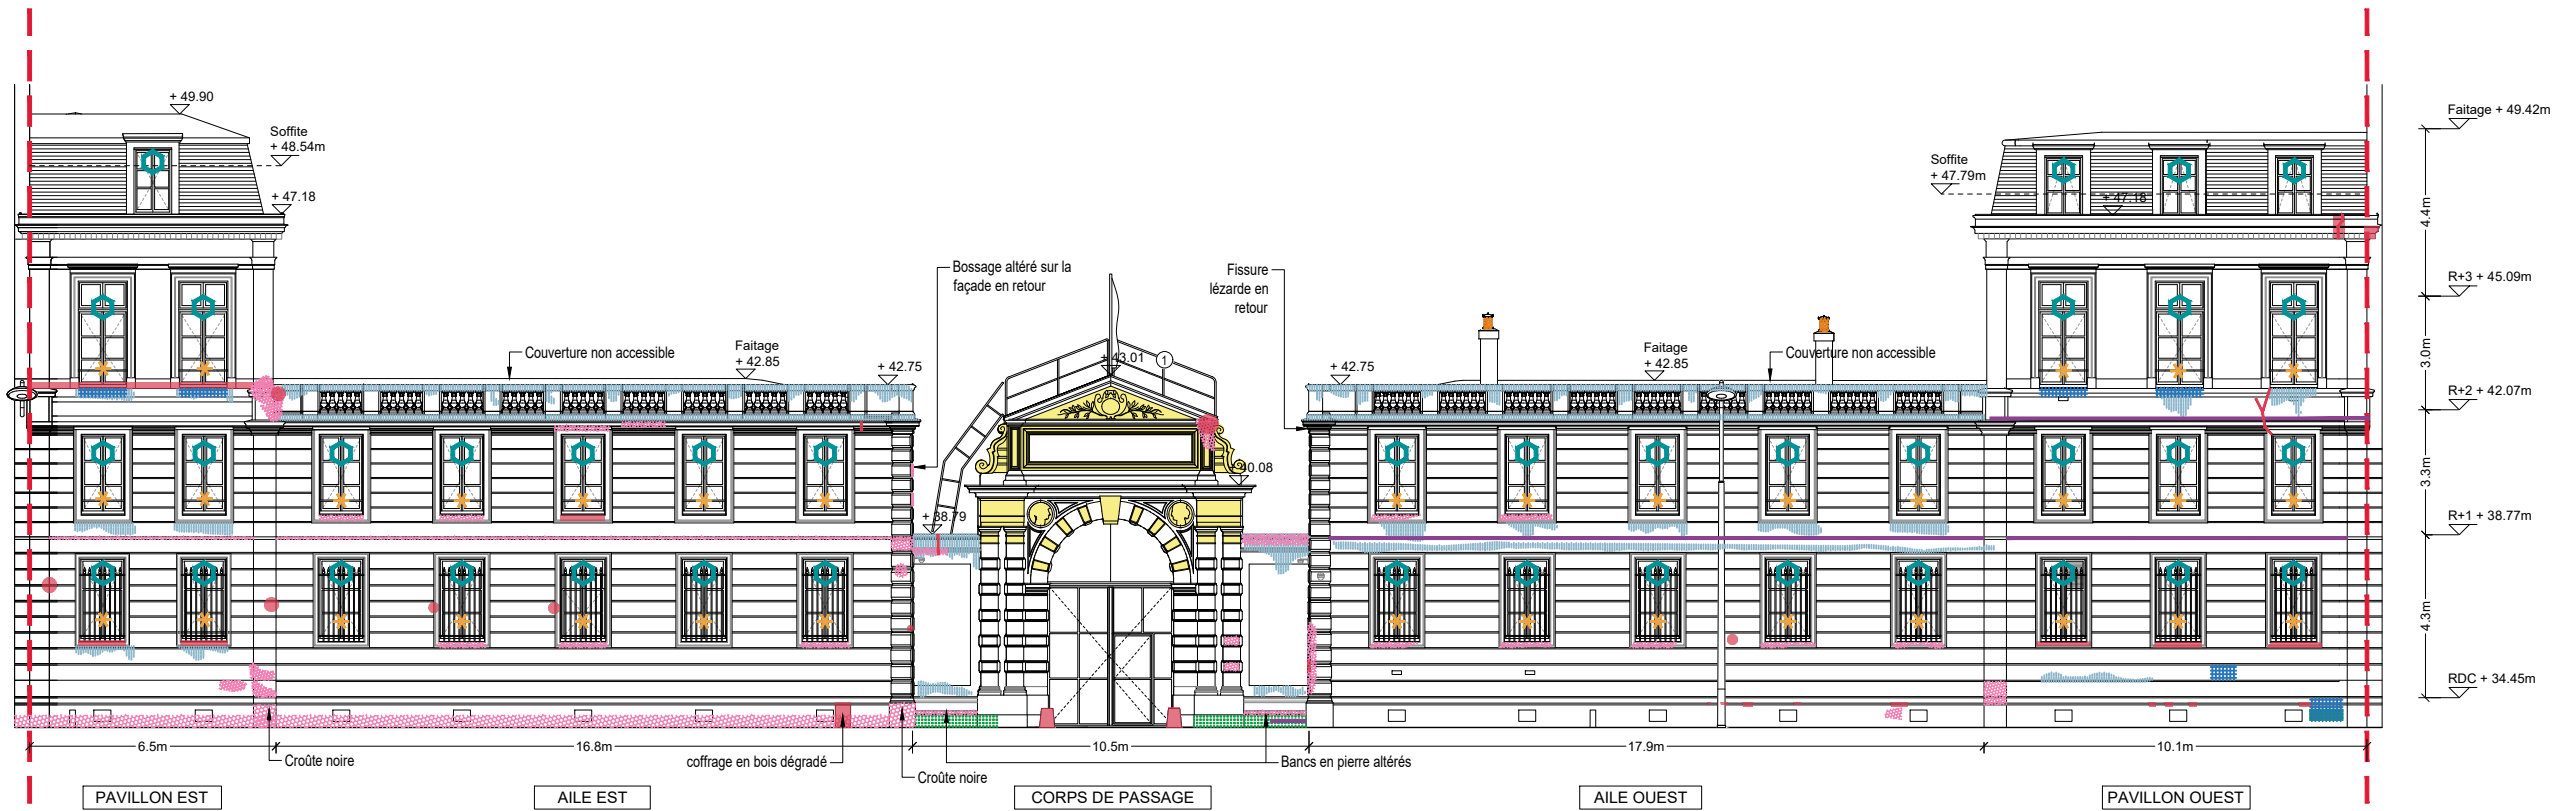 + 49.90
Soffite
+ 48.54m
+ 47.18
Faitage + 49.42m
Soffite
+ 47.79m
+ 47.18
4.4m
Bossage altéré sur la
façade en retour
Fissure
lézarde en
retour
R+3 + 45.09m
Couverture non accessible
Faitage
+ 42.85
+ 42.75
+ 43.01
1
+ 42.75
Faitage
+ 42.85
Couverture non accessible
3.0m
R+2 + 42.07m
+ 40.08
3.3m
+ 38.79
R+1 + 38.77m
4.3m
RDC + 34.45m
6.5m
16.8m
10.5m
17.9m
10.1m
Croûte noire
coffrage en bois dégradé
Croûte noire
Bancs en pierre altérés
PAVILLON EST
AILE EST
CORPS DE PASSAGE
AILE OUEST
PAVILLON OUEST